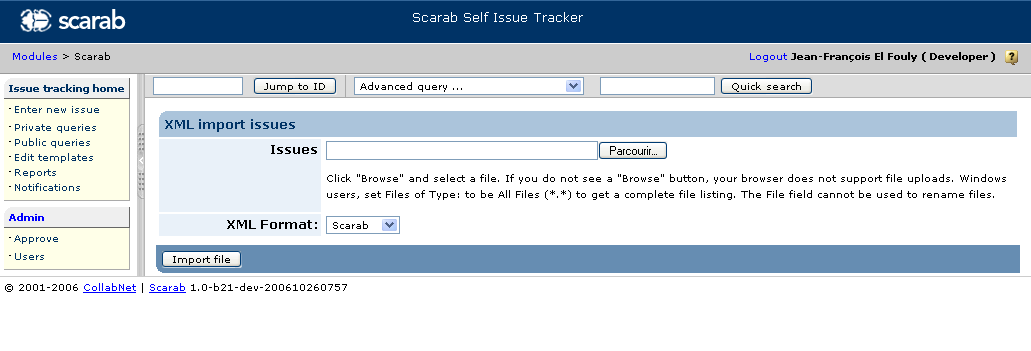 scarab
Scarab Self Issue Tracker
Modules > Scarab
Logout Jean-François El Fouly ( Developer ) ?
Issue tracking home
Enter new issue
Private queries
Public queries
Edit templates
Reports
Notifications
Admin
Approve
Users
Jump to ID
Advanced query ...
Quick search
XML import issues
Issues
Parcourir...
Click "Browse" and select a file. If you do not see a "Browse" button, your browser does not support file uploads. Windows
users, set Files of Type: to be All Files (*.*) to get a complete file listing. The File field cannot be used to rename files.
XML Format: Scarab
Import file
© 2001-2006 CollabNet | Scarab 1.0-b21-dev-200610260757